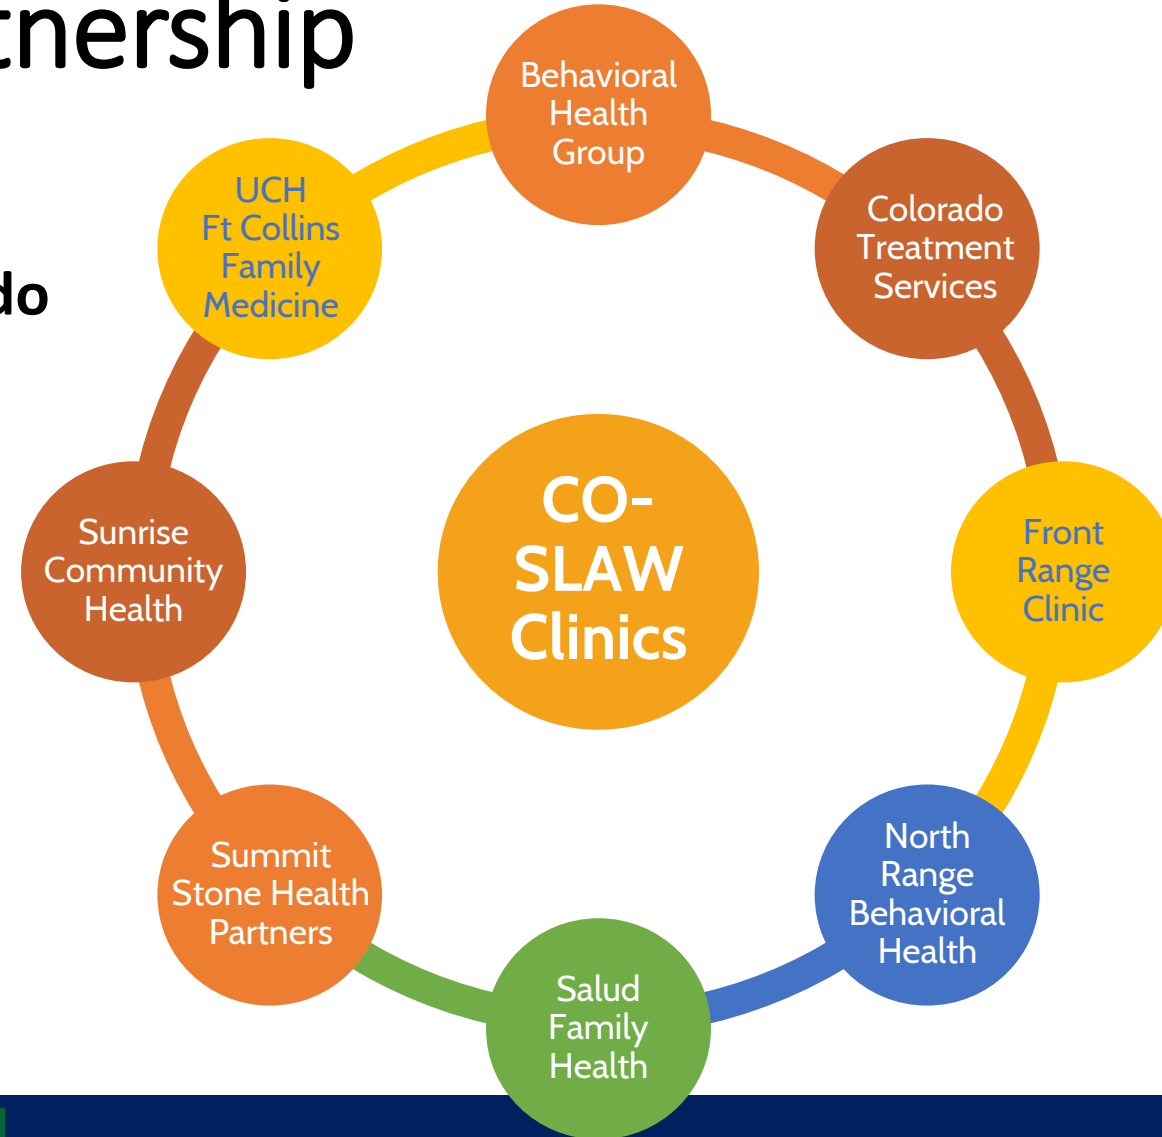 tnership
do
Behavioral
Health
Group
Colorado
Treatment
Services
Front
Range
Clinic
North
Range
Behavioral
Health
Salud
Family
Health
Summit
Stone Health
Partners
Sunrise
Community
Health
UCH
Ft Collins
Family
Medicine
CO-
SLAW
Clinics